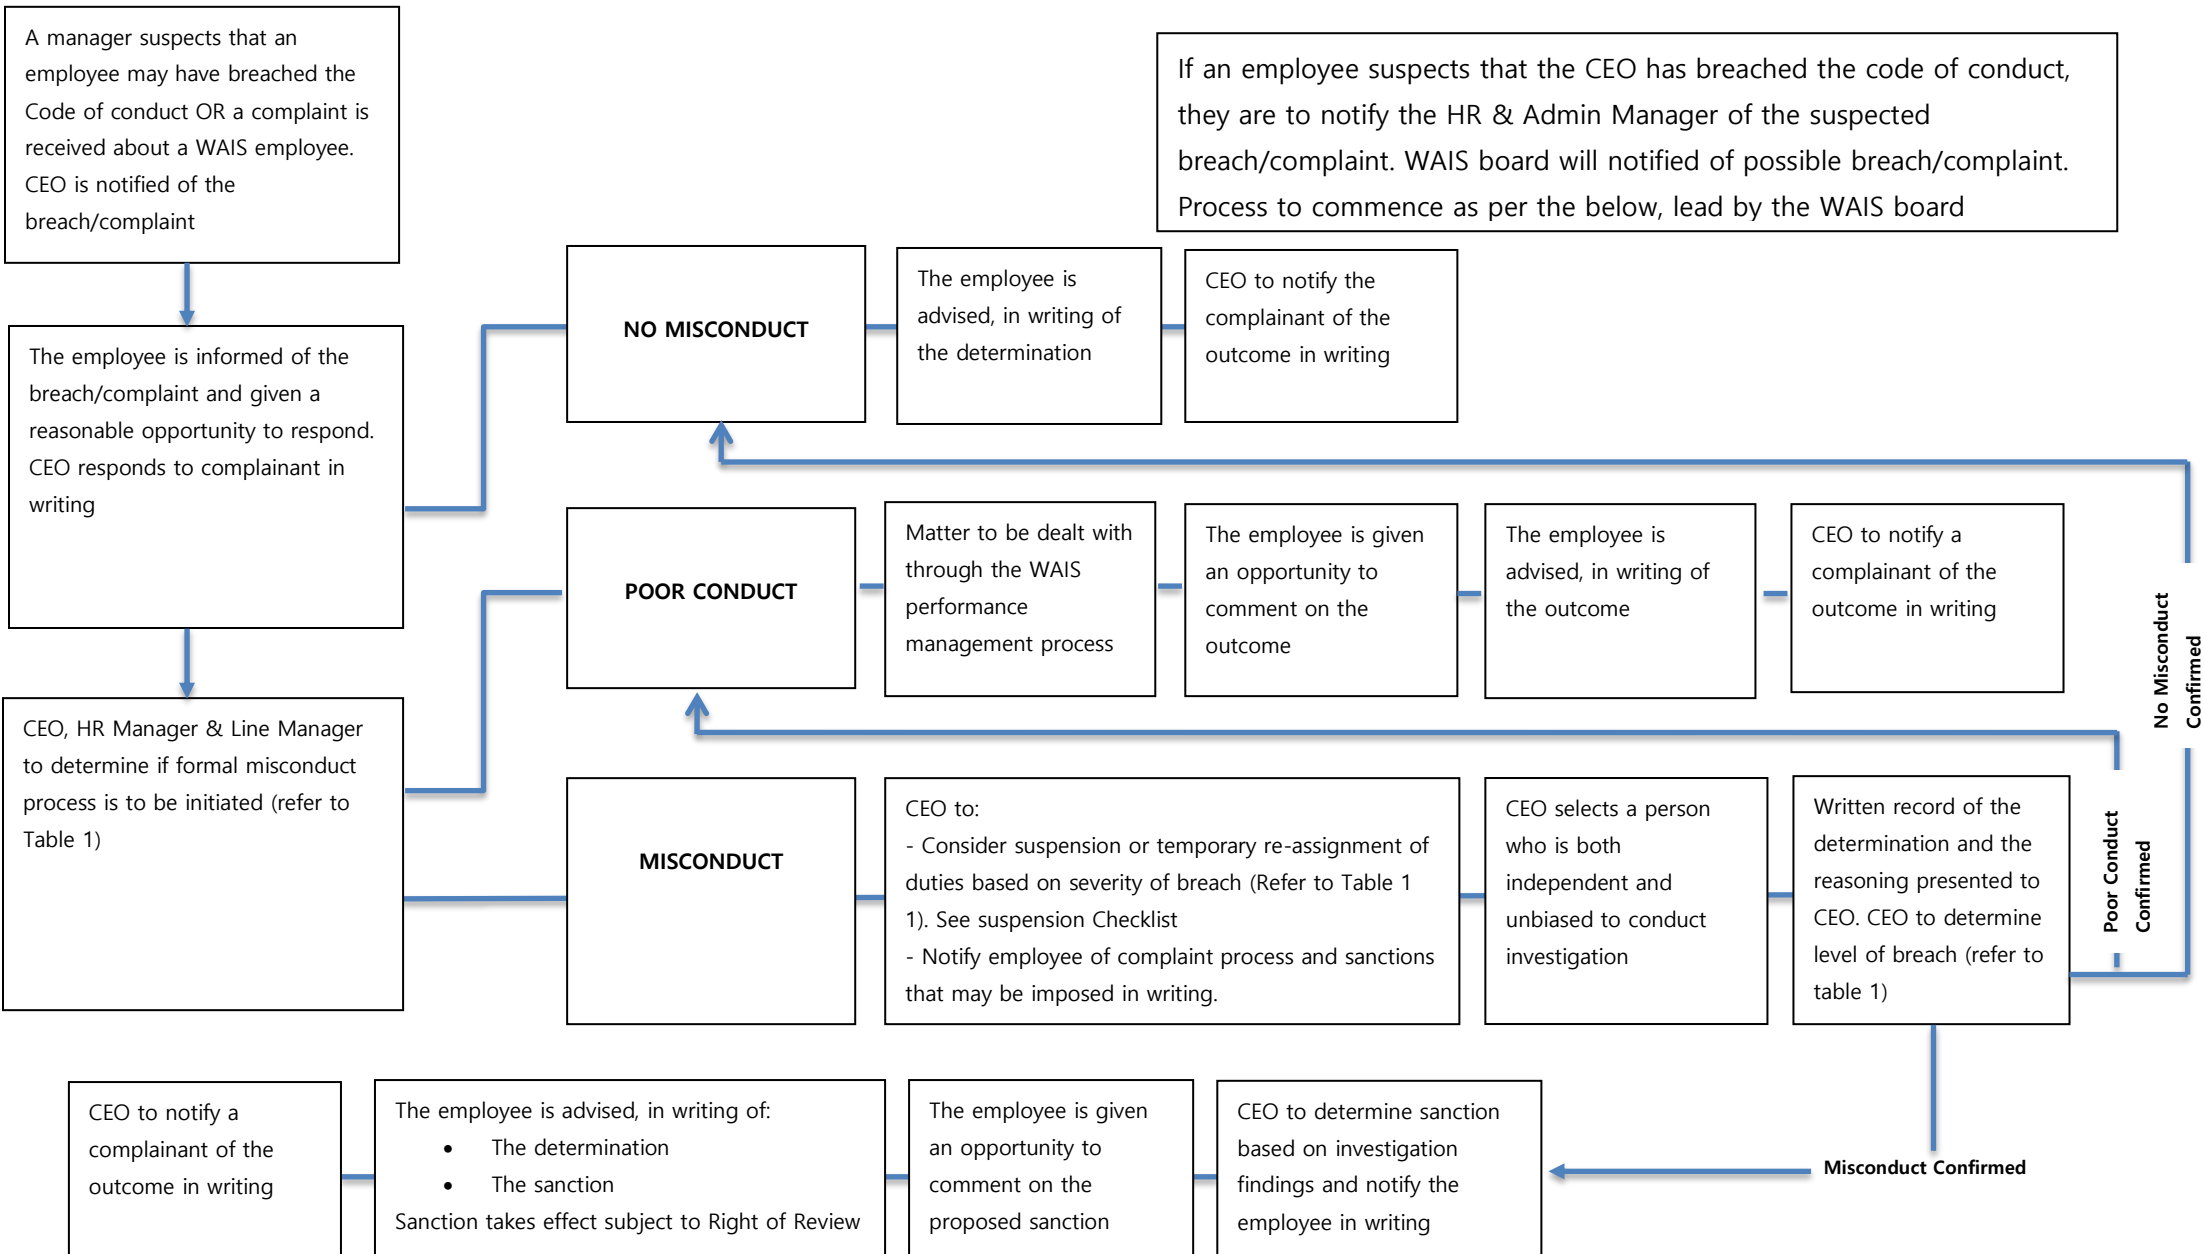 A manager suspects that an
employee may have breached the
Code of conduct OR a complaint is
received about a WAIS employee.
CEO is notified of the
breach/complaint
If an employee suspects that the CEO has breached the code of conduct,
they are to notify the HR & Admin Manager of the suspected
breach/complaint. WAIS board will notified of possible breach/complaint.
Process to commence as per the below, lead by the WAIS board
The employee is informed of the
breach/complaint and given a
reasonable opportunity to respond.
CEO responds to complainant in
writing
NO MISCONDUCT
The employee is
advised, in writing of
the determination
CEO to notify the
complainant of the
outcome in writing
CEO, HR Manager & Line Manager
to determine if formal misconduct
process is to be initiated (refer to
Table 1)
POOR CONDUCT
Matter to be dealt with
through the WAIS
performance
management process
The employee is given
an opportunity to
comment on the
outcome
The employee is
advised, in writing of
the outcome
CEO to notify a
complainant of the
outcome in writing
No Misconduct
Confirmed
MISCONDUCT
CEO to:
- Consider suspension or temporary re-assignment of
duties based on severity of breach (Refer to Table 1
1). See suspension Checklist
- Notify employee of complaint process and sanctions
that may be imposed in writing.
CEO selects a person
who is both
independent and
unbiased to conduct
investigation
Written record of the
determination and the
reasoning presented to
CEO. CEO to determine
level of breach (refer to
table 1)
Poor Conduct
Confirmed
Misconduct Confirmed
CEO to determine sanction
based on investigation
findings and notify the
employee in writing
The employee is given
an opportunity to
comment on the
proposed sanction
The employee is advised, in writing of:
• The determination
• The sanction
Sanction takes effect subject to Right of Review
CEO to notify a
complainant of the
outcome in writing